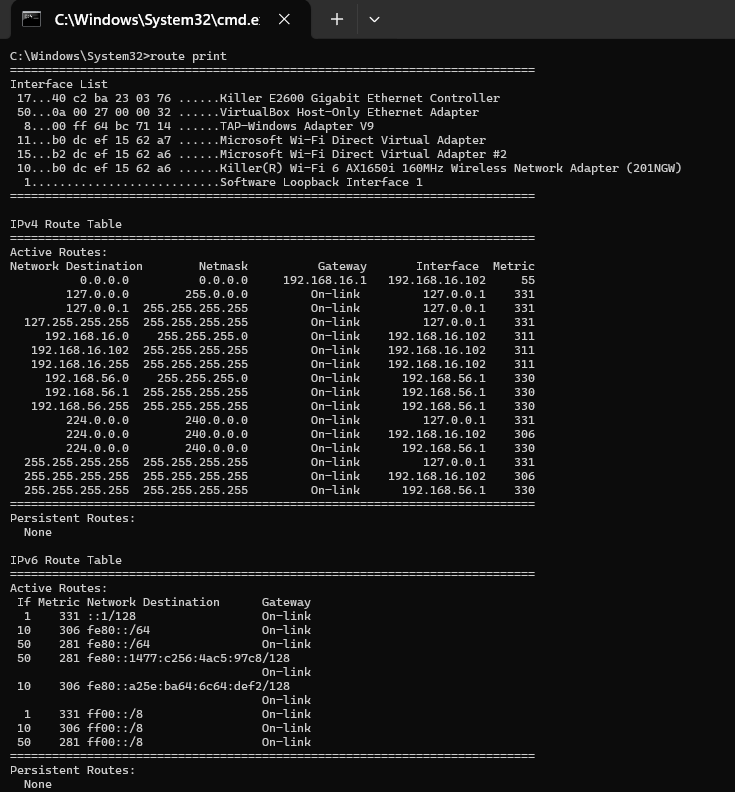 C:\Windows\System32\cmd.e
C:\Windows\System32>route print
===========================================================================
Interface List
 17...40 c2 ba 23 03 76 ......Killer E2600 Gigabit Ethernet Controller
 50...0a 00 27 00 00 32 ......VirtualBox Host-Only Ethernet Adapter
  8...00 ff 64 bc 71 14 ......TAP-Windows Adapter V9
 11...b0 dc ef 15 62 a7 ......Microsoft Wi-Fi Direct Virtual Adapter
 15...b2 dc ef 15 62 a6 ......Microsoft Wi-Fi Direct Virtual Adapter #2
 10...b0 dc ef 15 62 a6 ......Killer(R) Wi-Fi 6 AX1650i 160MHz Wireless Network Adapter (201NGW)
  1...........................Software Loopback Interface 1
===========================================================================
IPv4 Route Table
===========================================================================
Active Routes:
Network Destination        Netmask          Gateway       Interface  Metric
          0.0.0.0          0.0.0.0     192.168.16.1   192.168.16.102     55
        127.0.0.0        255.0.0.0         On-link         127.0.0.1    331
        127.0.0.1  255.255.255.255         On-link         127.0.0.1    331
  127.255.255.255  255.255.255.255         On-link         127.0.0.1    331
     192.168.16.0    255.255.255.0         On-link    192.168.16.102    311
   192.168.16.102  255.255.255.255         On-link    192.168.16.102    311
   192.168.16.255  255.255.255.255         On-link    192.168.16.102    311
     192.168.56.0    255.255.255.0         On-link      192.168.56.1    330
     192.168.56.1  255.255.255.255         On-link      192.168.56.1    330
   192.168.56.255  255.255.255.255         On-link      192.168.56.1    330
        224.0.0.0        240.0.0.0         On-link         127.0.0.1    331
        224.0.0.0        240.0.0.0         On-link    192.168.16.102    306
        224.0.0.0        240.0.0.0         On-link      192.168.56.1    330
  255.255.255.255  255.255.255.255         On-link         127.0.0.1    331
  255.255.255.255  255.255.255.255         On-link    192.168.16.102    306
  255.255.255.255  255.255.255.255         On-link      192.168.56.1    330
===========================================================================
Persistent Routes:
  None
IPv6 Route Table
===========================================================================
Active Routes:
 If Metric Network Destination      Gateway
  1    331 ::1/128                  On-link
 10    306 fe80::/64                On-link
 50    281 fe80::/64                On-link
 50    281 fe80::1477:c256:4ac5:97c8/128
                                    On-link
 10    306 fe80::a25e:ba64:6c64:def2/128
                                    On-link
  1    331 ff00::/8                 On-link
 10    306 ff00::/8                 On-link
 50    281 ff00::/8                 On-link
===========================================================================
Persistent Routes:
  None